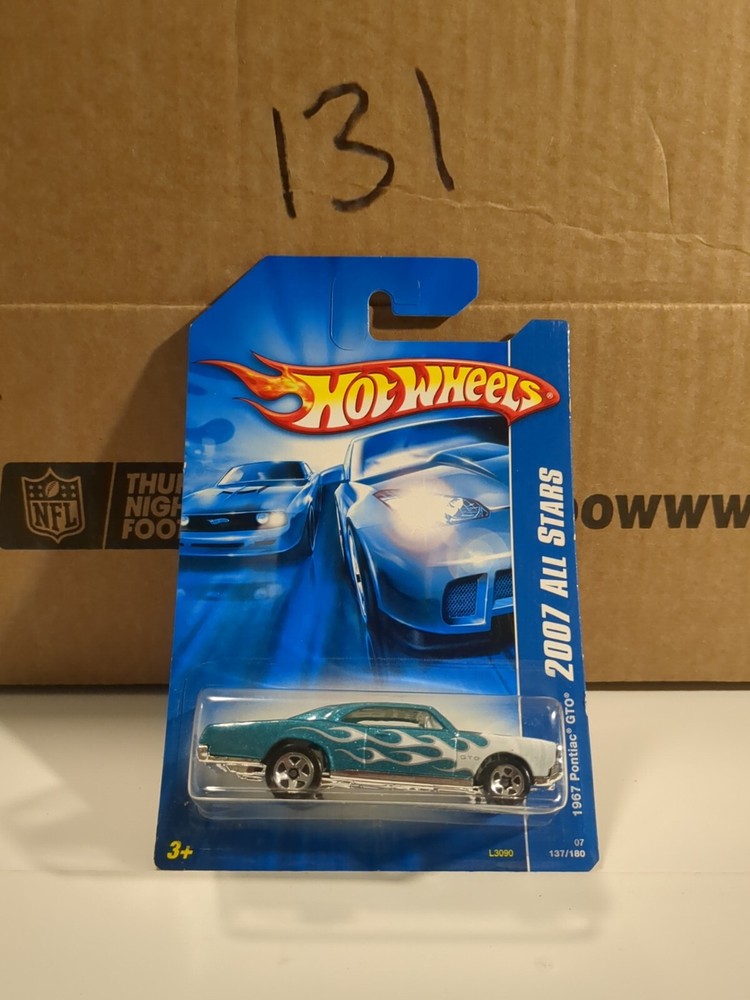 131
HOT WHEELS®
NFL
THU
NIGH
FOO
OWWW
2007 ALL STARS
1967 Pontiac® GTO®
GTO
3+
L3090
07
137/180